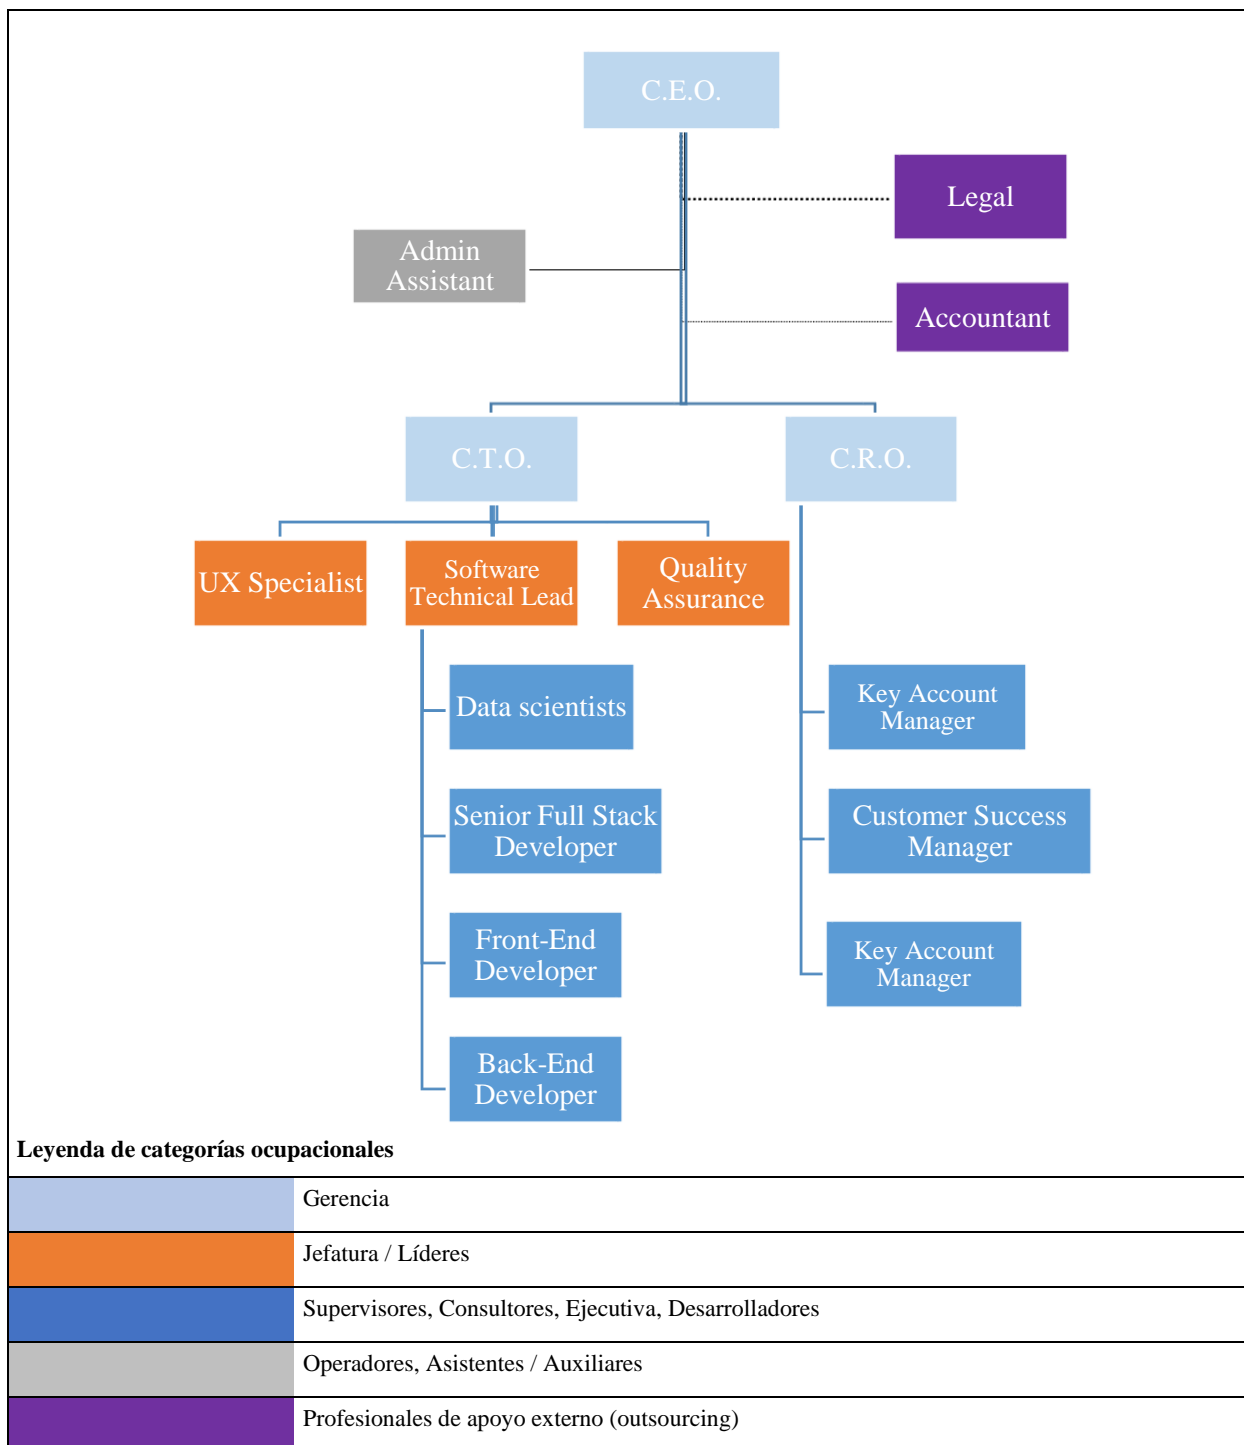 C.E.O.
Legal
Admin
Assistant
Accountant
C.T.O.
C.R.O.
UX Specialist
Software
Technical Lead
Quality
Assurance
Data scientists
Key Account
Manager
Senior Full Stack
Developer
Customer Success
Manager
Front-End
Developer
Key Account
Manager
Back-End
Developer
Leyenda de categorías ocupacionales
Gerencia
Jefatura / Líderes
Supervisores, Consultores, Ejecutiva, Desarrolladores
Operadores, Asistentes / Auxiliares
Profesionales de apoyo externo (outsourcing)